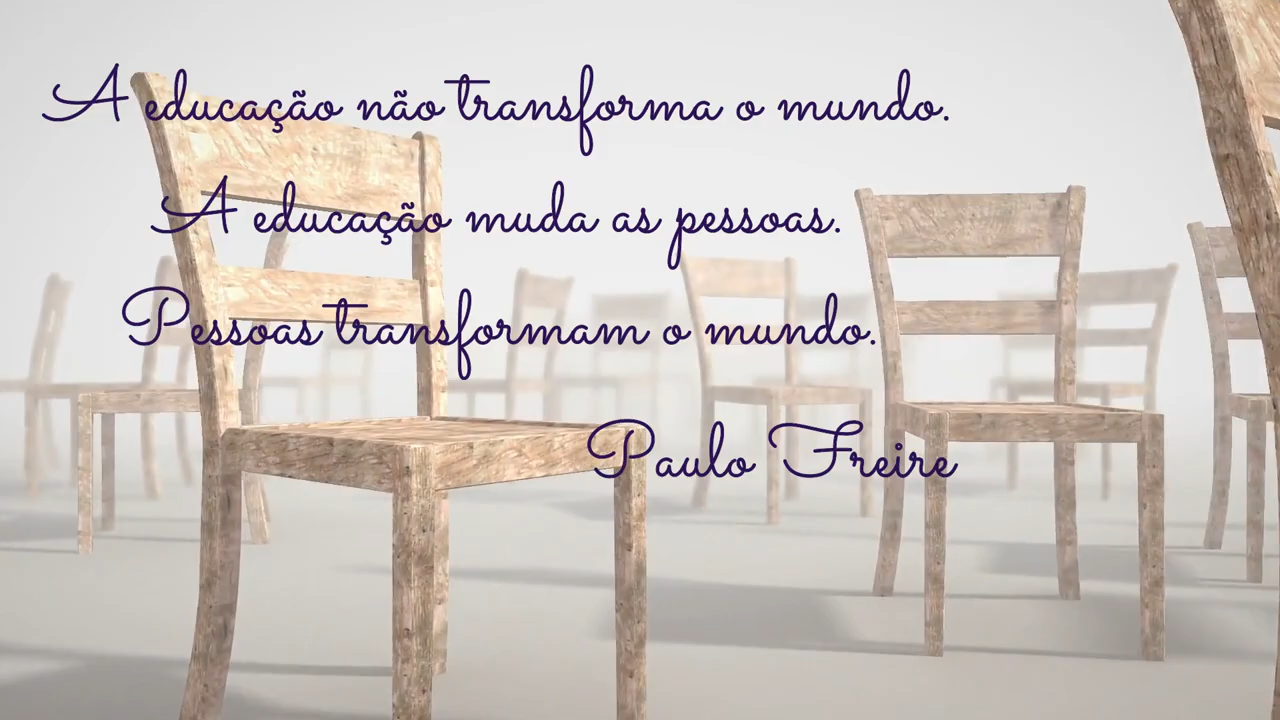 A educação não transforma o mundo.
A educação muda as pessoas.
Pessoas transformam o mundo.
Paulo Freire